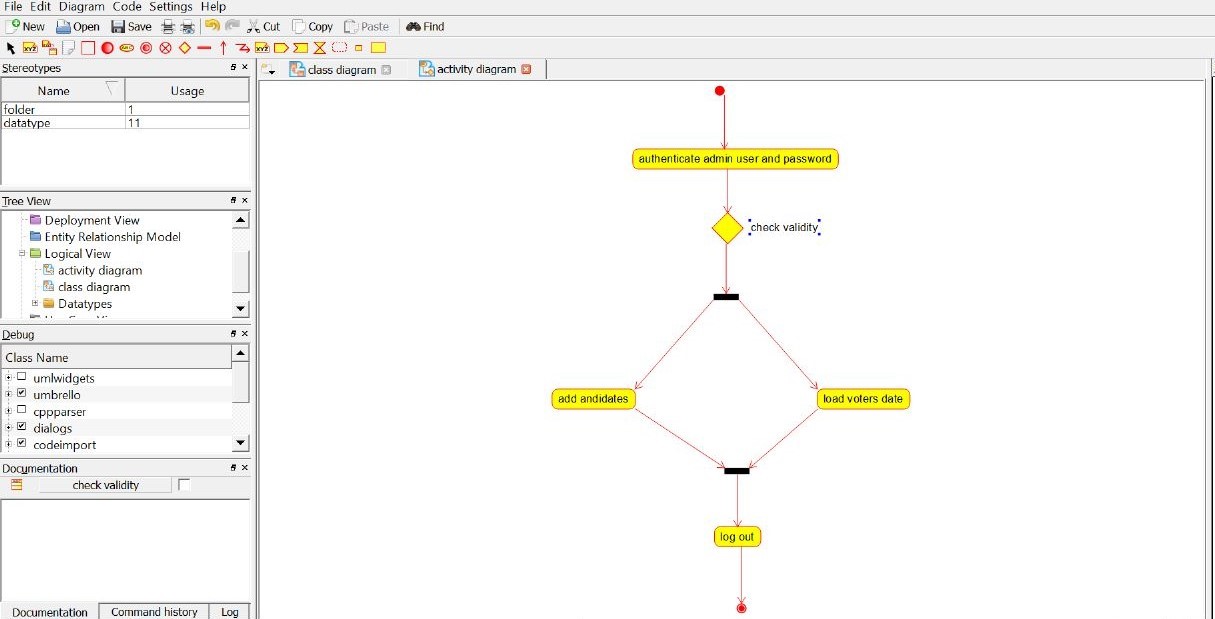 File Edit Diagram Code Settings Help
New Open Save Cut Copy Paste Find
Stereotypes
class diagram activity diagram
Name Usage
folder 1
datatype 11
authenticate admin user and password
Tree View
Deployment View
Entity Relationship Model
Logical View
activity diagram
class diagram
Datatypes
check validity
Debug
Class Name
umlwidgets
umbrello
cppparser
dialogs
codeimport
add andidates load voters date
Documentation
check validity
log out
Documentation Command history Log